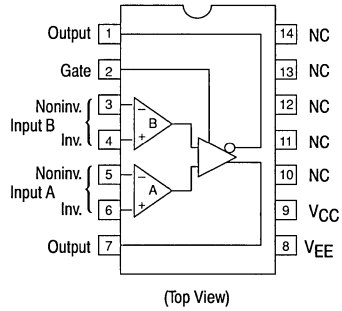 Output 1
Gate 2
Noninv. 3
Input B
Inv. 4
Noninv. 5
Input A
Inv. 6
Output 7
−
B
+
−
A
+
14 NC
13 NC
12 NC
11 NC
10 NC
9 VCC
8 VEE
(Top View)